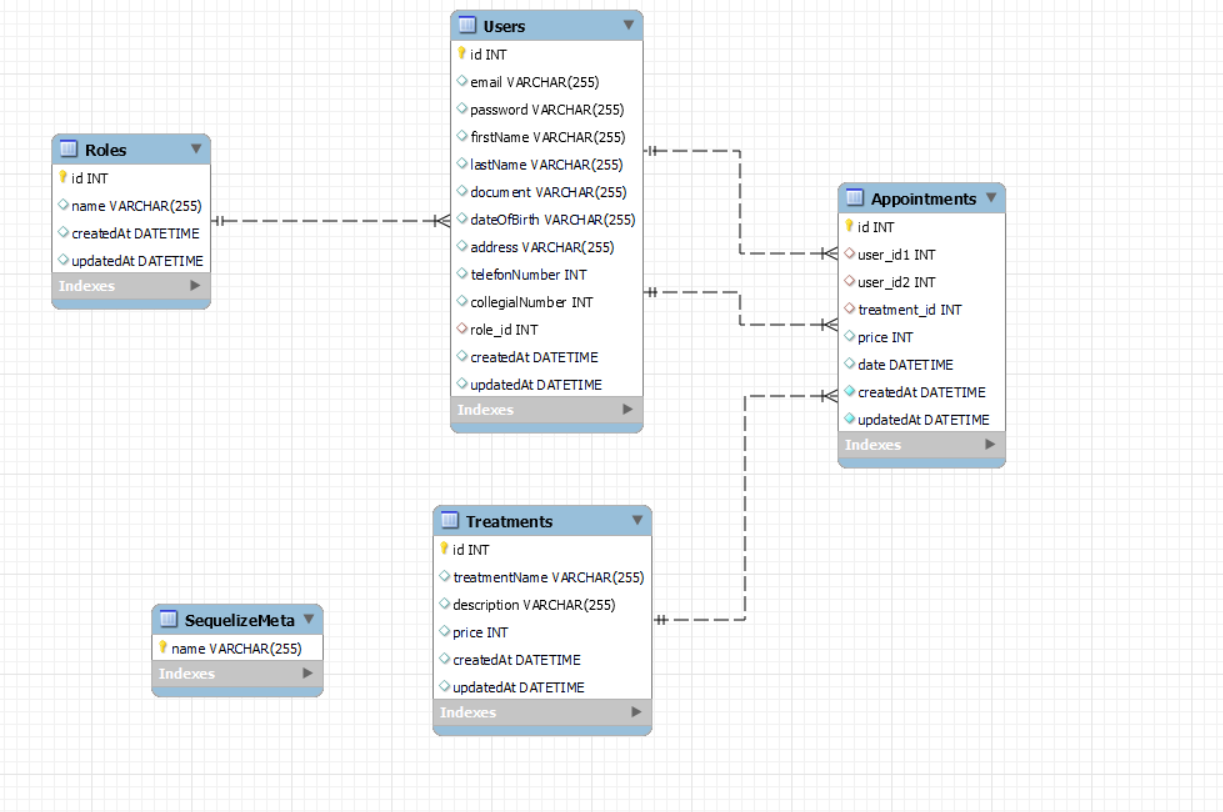 Users
id INT
email VARCHAR(255)
password VARCHAR(255)
firstName VARCHAR(255)
lastName VARCHAR(255)
document VARCHAR(255)
dateOfBirth VARCHAR(255)
address VARCHAR(255)
telefonNumber INT
collegialNumber INT
role_id INT
createdAt DATETIME
updatedAt DATETIME
Indexes
Roles
id INT
name VARCHAR(255)
createdAt DATETIME
updatedAt DATETIME
Indexes
Appointments
id INT
user_id1 INT
user_id2 INT
treatment_id INT
price INT
date DATETIME
createdAt DATETIME
updatedAt DATETIME
Indexes
Treatments
id INT
treatmentName VARCHAR(255)
description VARCHAR(255)
price INT
createdAt DATETIME
updatedAt DATETIME
Indexes
SequelizeMeta
name VARCHAR(255)
Indexes